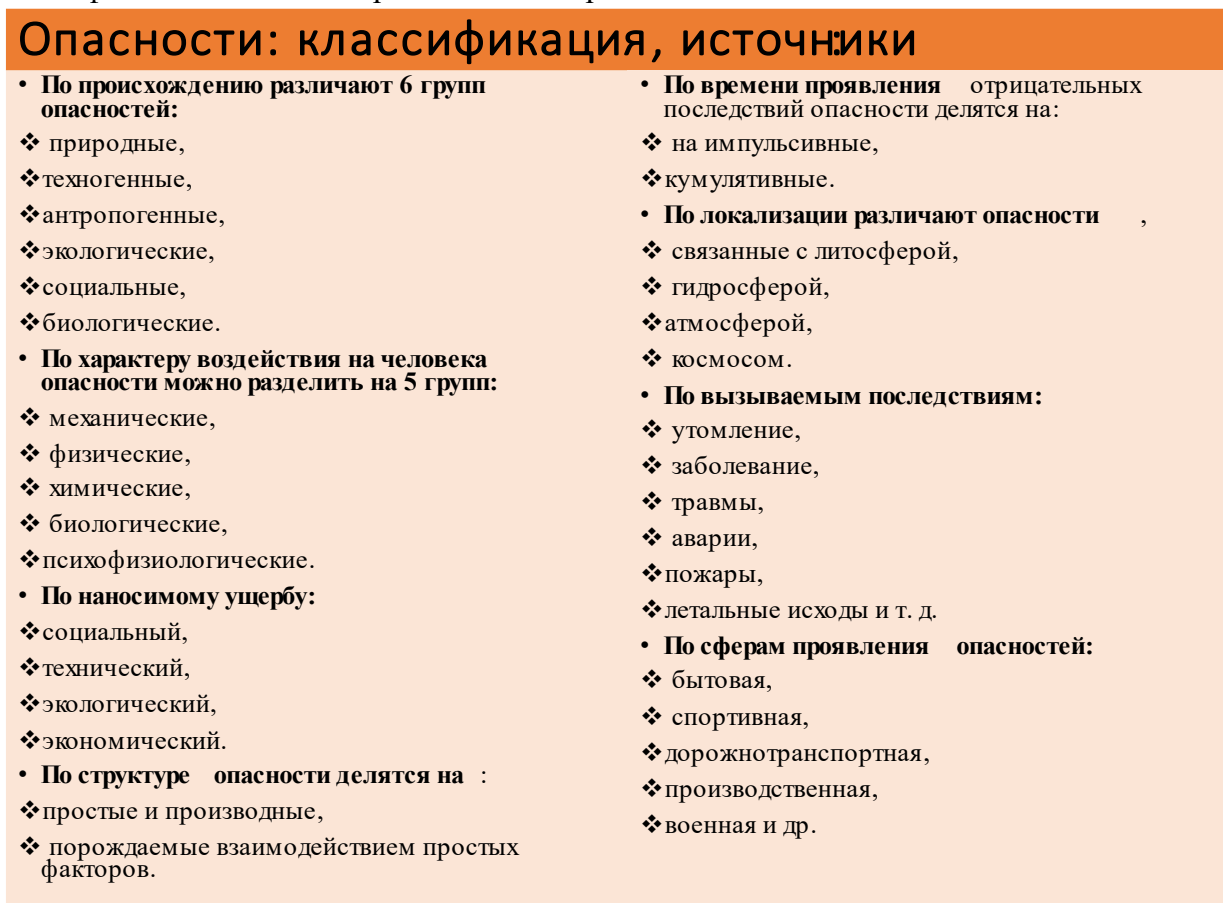 Опасности: классификация, источники
• По происхождению различают 6 групп
опасностей:
❖ природные,
❖техногенные,
❖антропогенные,
❖экологические,
❖социальные,
❖биологические.
• По характеру воздействия на человека
опасности можно разделить на 5 групп:
❖ механические,
❖ физические,
❖ химические,
❖ биологические,
❖психофизиологические.
• По наносимому ущербу:
❖социальный,
❖технический,
❖экологический,
❖экономический.
• По структуре опасности делятся на :
❖простые и производные,
❖ порождаемые взаимодействием простых
факторов.
• По времени проявления отрицательных
последствий опасности делятся на:
❖ на импульсивные,
❖кумулятивные.
• По локализации различают опасности ,
❖ связанные с литосферой,
❖ гидросферой,
❖атмосферой,
❖ космосом.
• По вызываемым последствиям:
❖ утомление,
❖ заболевание,
❖ травмы,
❖ аварии,
❖пожары,
❖летальные исходы и т. д.
• По сферам проявления опасностей:
❖ бытовая,
❖ спортивная,
❖дорожнотранспортная,
❖производственная,
❖военная и др.